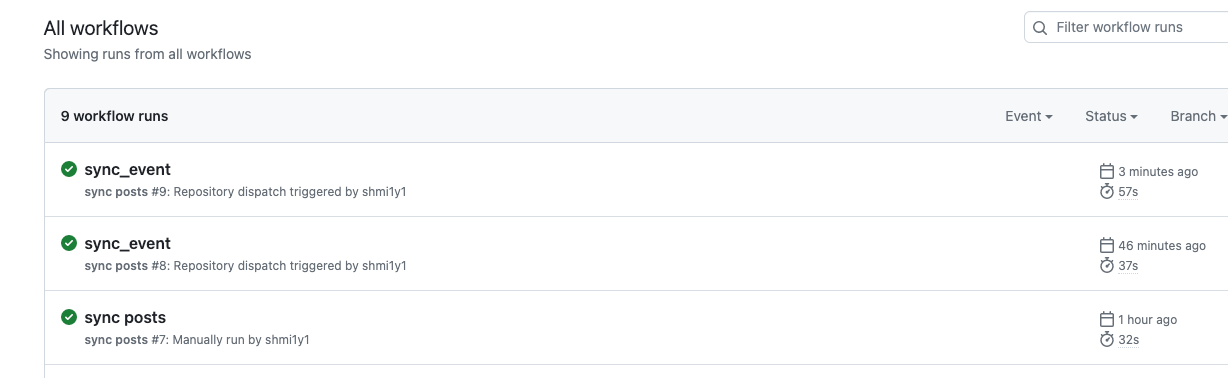 All workflows
Filter workflow runs
Showing runs from all workflows
9 workflow runs
Event
Status
Branch
sync_event
3 minutes ago
sync posts #9: Repository dispatch triggered by shmi1y1
57s
sync_event
46 minutes ago
sync posts #8: Repository dispatch triggered by shmi1y1
37s
sync posts
1 hour ago
sync posts #7: Manually run by shmi1y1
32s